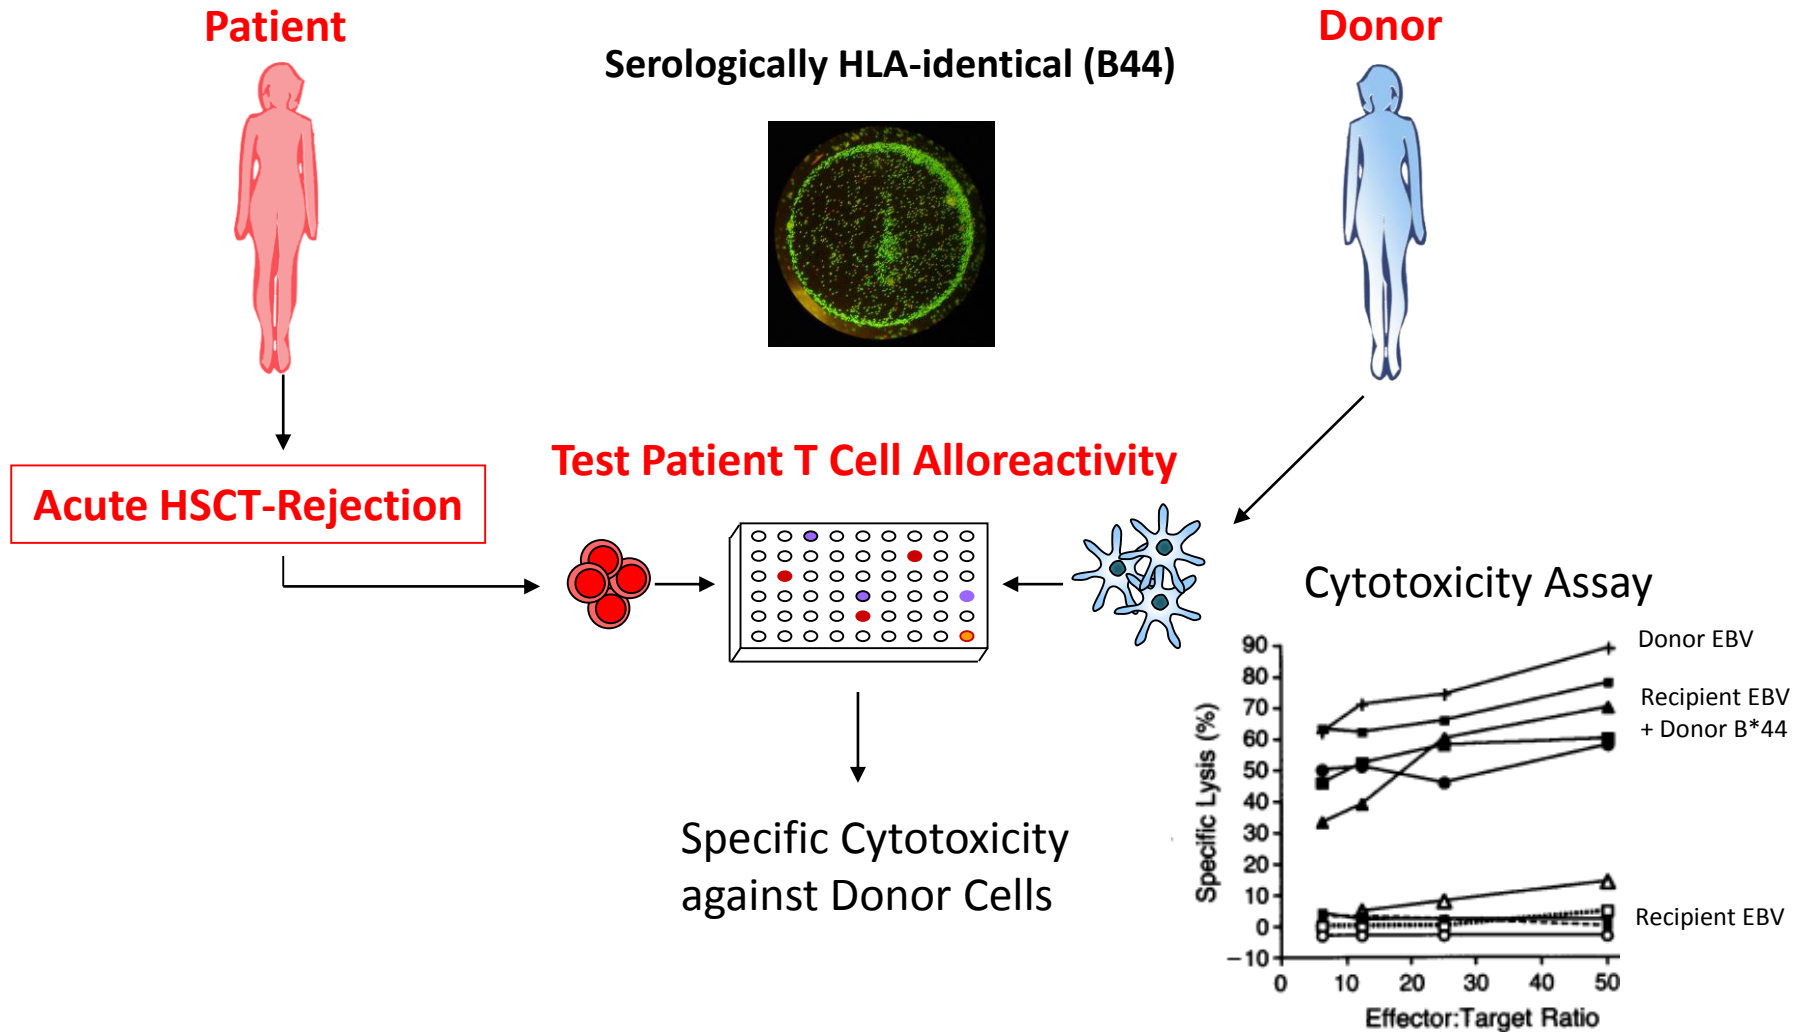 Patient
Donor
Serologically HLA-identical (B44)
Acute HSCT-Rejection
Test Patient T Cell Alloreactivity
Specific Cytotoxicity
against Donor Cells
Cytotoxicity Assay
Donor EBV
Recipient EBV
+ Donor B*44
Recipient EBV
Specific Lysis (%)
90
80
70
60
50
40
30
20
10
0
−10
0
10
20
30
40
50
Effector:Target Ratio